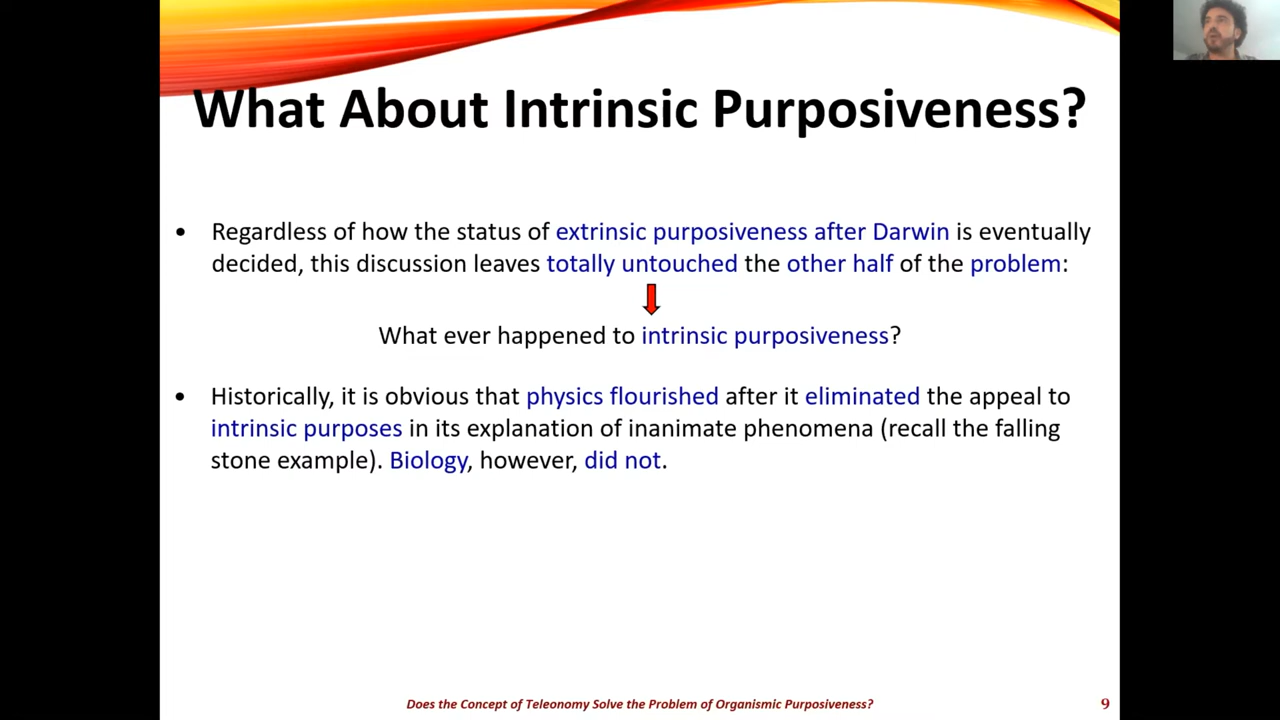 What About Intrinsic Purposiveness?
• Regardless of how the status of extrinsic purposiveness after Darwin is eventually
decided, this discussion leaves totally untouched the other half of the problem:
What ever happened to intrinsic purposiveness?
• Historically, it is obvious that physics flourished after it eliminated the appeal to
intrinsic purposes in its explanation of inanimate phenomena (recall the falling
stone example). Biology, however, did not.
Does the Concept of Teleonomy Solve the Problem of Organismic Purposiveness?
9